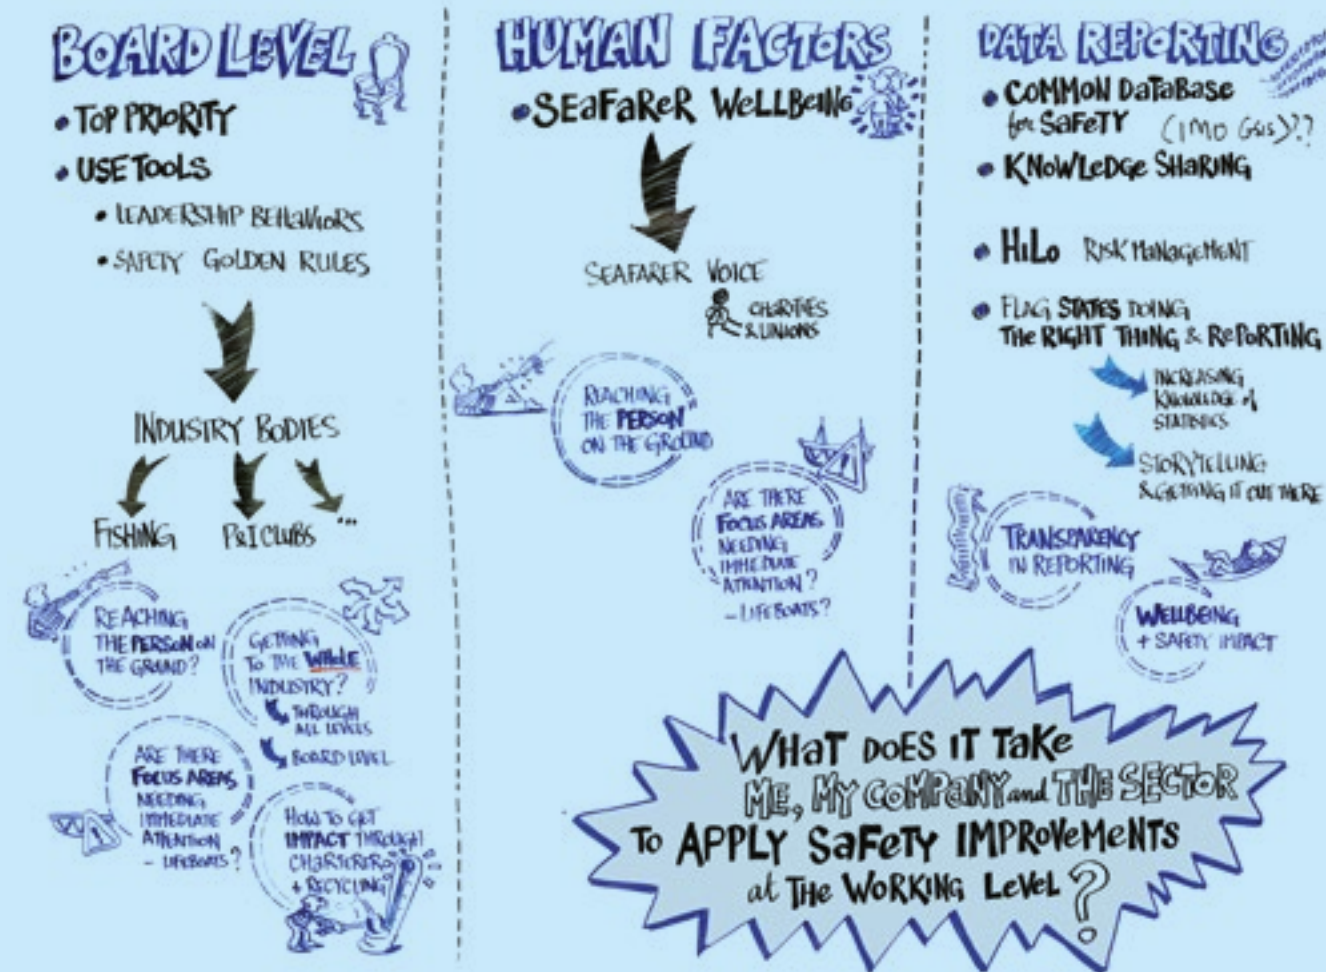 BOARD LEVEL
• TOP PRIORITY
• USE TOOLS
• LEADERSHIP BEHAVIORS
• SAFETY GOLDEN RULES
INDUSTRY BODIES
FISHING P&I CLUBS ...
REACHING
THE PERSON ON
THE GROUND?
GETTING
TO THE WHOLE
INDUSTRY?
THROUGH
ALL LEVELS
BOARD LEVEL
ARE THERE
FOCUS AREAS
NEEDING
IMMEDIATE
ATTENTION
- LIFEBOATS?
HOW TO GET
IMPACT THROUGH
CHARTERERS
+ RECYCLING
HUMAN FACTORS
• SEAFARER WELLBEING
SEAFARER VOICE
CHARITIES
& UNIONS
REACHING
THE PERSON
ON THE GROUND
ARE THERE
FOCUS AREAS
NEEDING
IMMEDIATE
ATTENTION?
- LIFEBOATS?
DATA REPORTING
• COMMON DATABASE
for SAFETY (IMO GSIS)??
• KNOWLEDGE SHARING
• HiLo RISK MANAGEMENT
• FLAG STATES DOING
THE RIGHT THING & REPORTING
INCREASING
KNOWLEDGE of
STATISTICS
STORYTELLING
& GETTING IT OUT THERE
TRANSPARENCY
IN REPORTING
WELLBEING
+ SAFETY IMPACT
WHAT DOES IT TAKE
ME, MY COMPANY and THE SECTOR
TO APPLY SAFETY IMPROVEMENTS
at THE WORKING LEVEL?